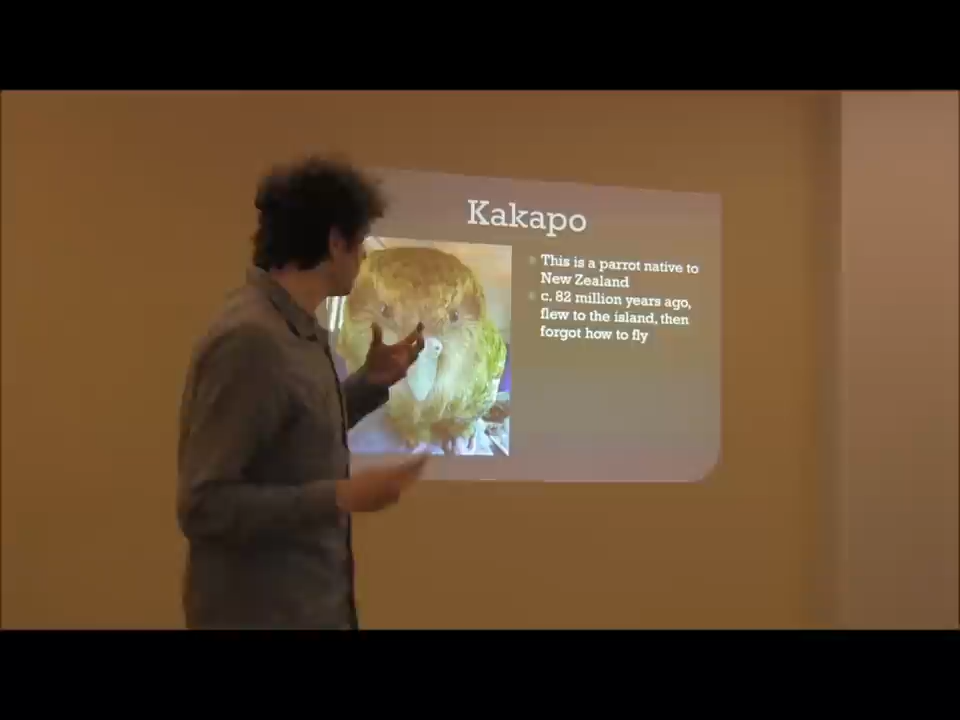 Kakapo
This is a parrot native to
New Zealand
c. 82 million years ago,
flew to the island, then
forgot how to fly